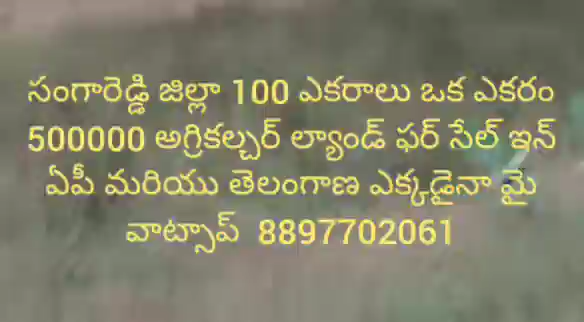 సంగారెడ్డి జిల్లా 100 ఎకరాలు ఒక ఎకరం
500000 అగ్రికల్చర్ ల్యాండ్ ఫర్ సేల్ ఇన్
ఏపీ మరియు తెలంగాణ ఎక్కడైనా మై
వాట్సాప్ 8897702061